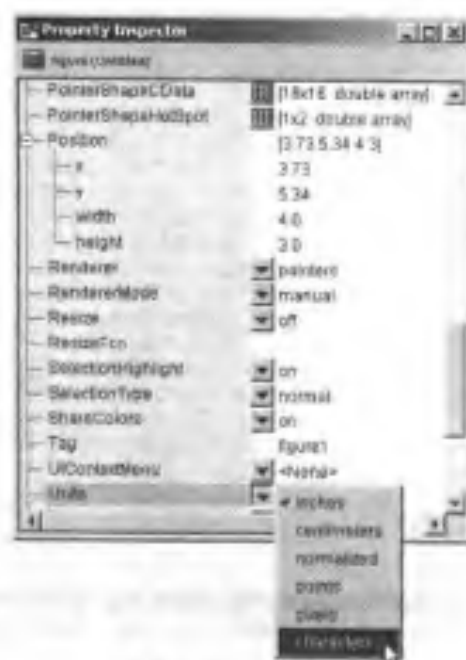 Property Inspector
figure (Untitled)
PointerShapeCData [16x16 double array]
PointerShapeHotSpot [1x2 double array]
Position [3.73 5.34 4 3]
x 3.73
y 5.34
width 4.0
height 3.0
Renderer painters
RendererMode manual
Resize off
ResizeFcn
SelectionHighlight on
SelectionType normal
ShareColors on
Tag figure1
UIContextMenu <None>
Units
inches
centimeters
normalized
points
pixels
characters